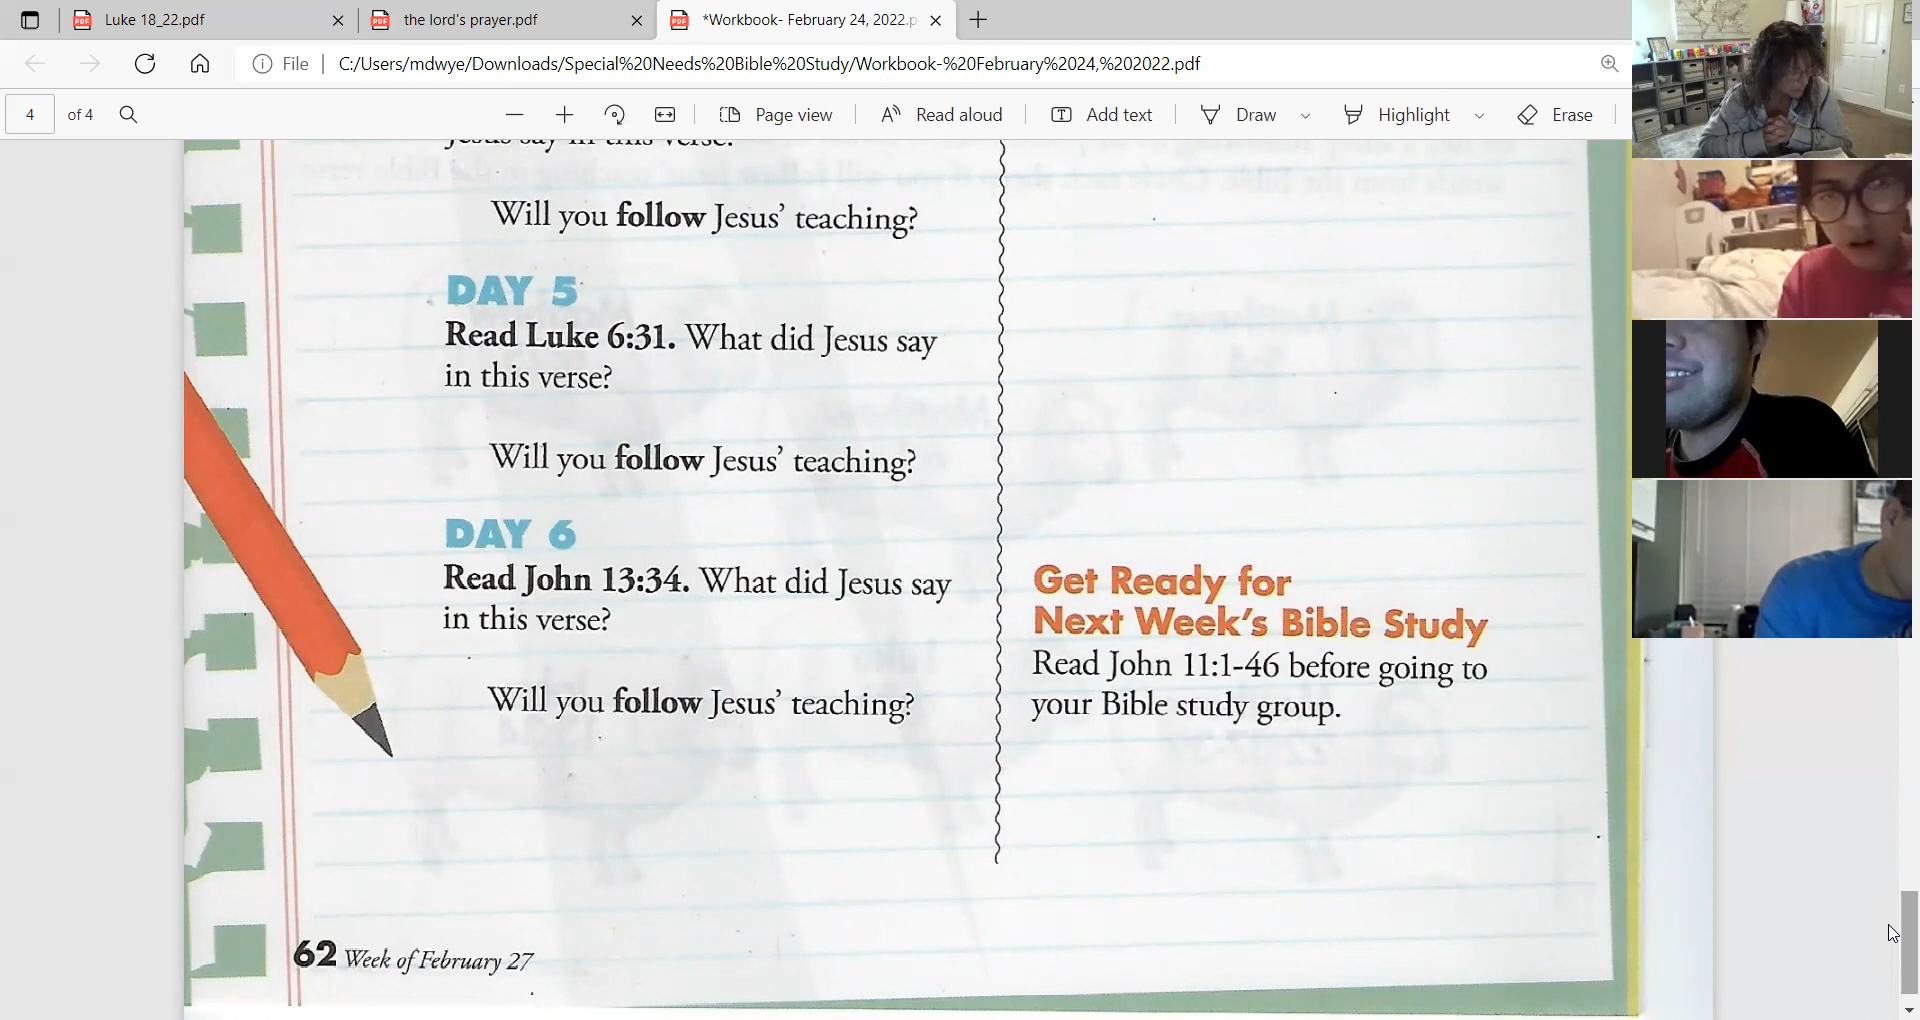 Luke 18_22.pdf
the lord's prayer.pdf
*Workbook- February 24, 2022.p
File
C:/Users/mdwye/Downloads/Special%20Needs%20Bible%20Study/Workbook-%20February%2024,%202022.pdf
4 of 4
Page view
Read aloud
Add text
Draw
Highlight
Erase
Jesus say in this verse?
Will you follow Jesus' teaching?
DAY 5
Read Luke 6:31. What did Jesus say
in this verse?
Will you follow Jesus' teaching?
DAY 6
Read John 13:34. What did Jesus say
in this verse?
Will you follow Jesus' teaching?
Get Ready for
Next Week's Bible Study
Read John 11:1-46 before going to
your Bible study group.
62 Week of February 27